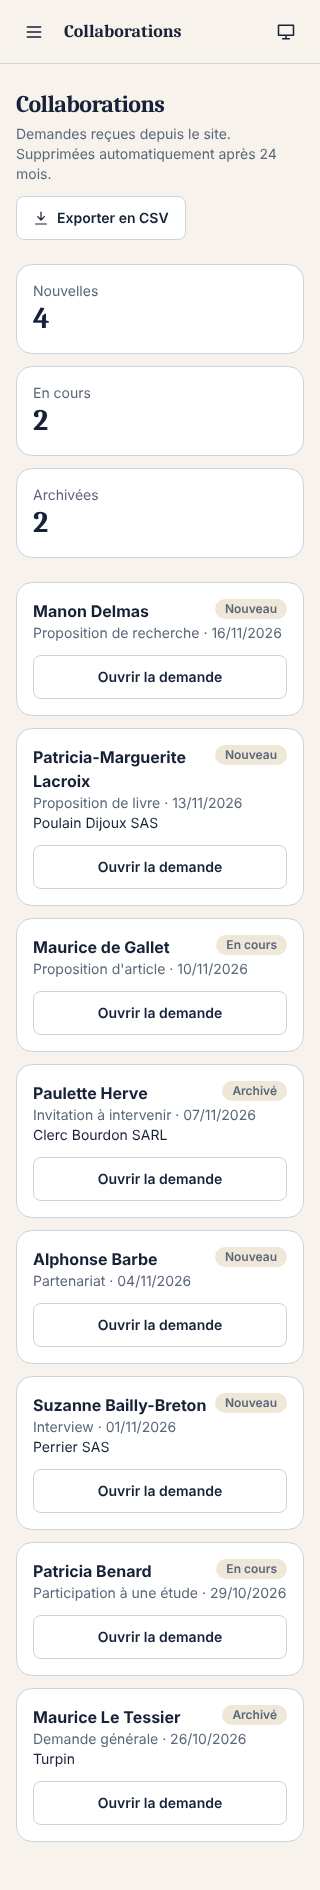 Collaborations
Collaborations
Demandes reçues depuis le site.
Supprimées automatiquement après 24
mois.
Exporter en CSV
Nouvelles
4
En cours
2
Archivées
2
Manon Delmas
Nouveau
Proposition de recherche · 16/11/2026
Ouvrir la demande
Patricia-Marguerite
Lacroix
Nouveau
Proposition de livre · 13/11/2026
Poulain Dijoux SAS
Ouvrir la demande
Maurice de Gallet
En cours
Proposition d'article · 10/11/2026
Ouvrir la demande
Paulette Herve
Archivé
Invitation à intervenir · 07/11/2026
Clerc Bourdon SARL
Ouvrir la demande
Alphonse Barbe
Nouveau
Partenariat · 04/11/2026
Ouvrir la demande
Suzanne Bailly-Breton
Nouveau
Interview · 01/11/2026
Perrier SAS
Ouvrir la demande
Patricia Benard
En cours
Participation à une étude · 29/10/2026
Ouvrir la demande
Maurice Le Tessier
Archivé
Demande générale · 26/10/2026
Turpin
Ouvrir la demande